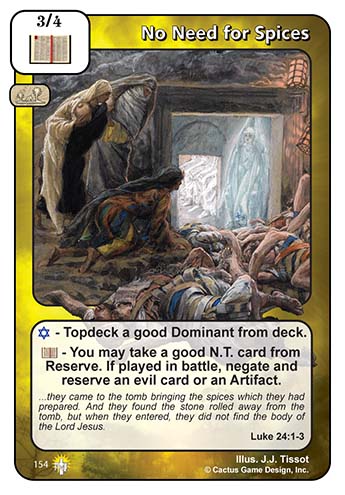 3/4
No Need for Spices
- Topdeck a good Dominant from deck.
- You may take a good N.T. card from
Reserve. If played in battle, negate and
reserve an evil card or an Artifact.
...they came to the tomb bringing the spices which they had
prepared. And they found the stone rolled away from the
tomb, but when they entered, they did not find the body of
the Lord Jesus.
Luke 24:1-3
154
Illus. J.J. Tissot
© Cactus Game Design, Inc.